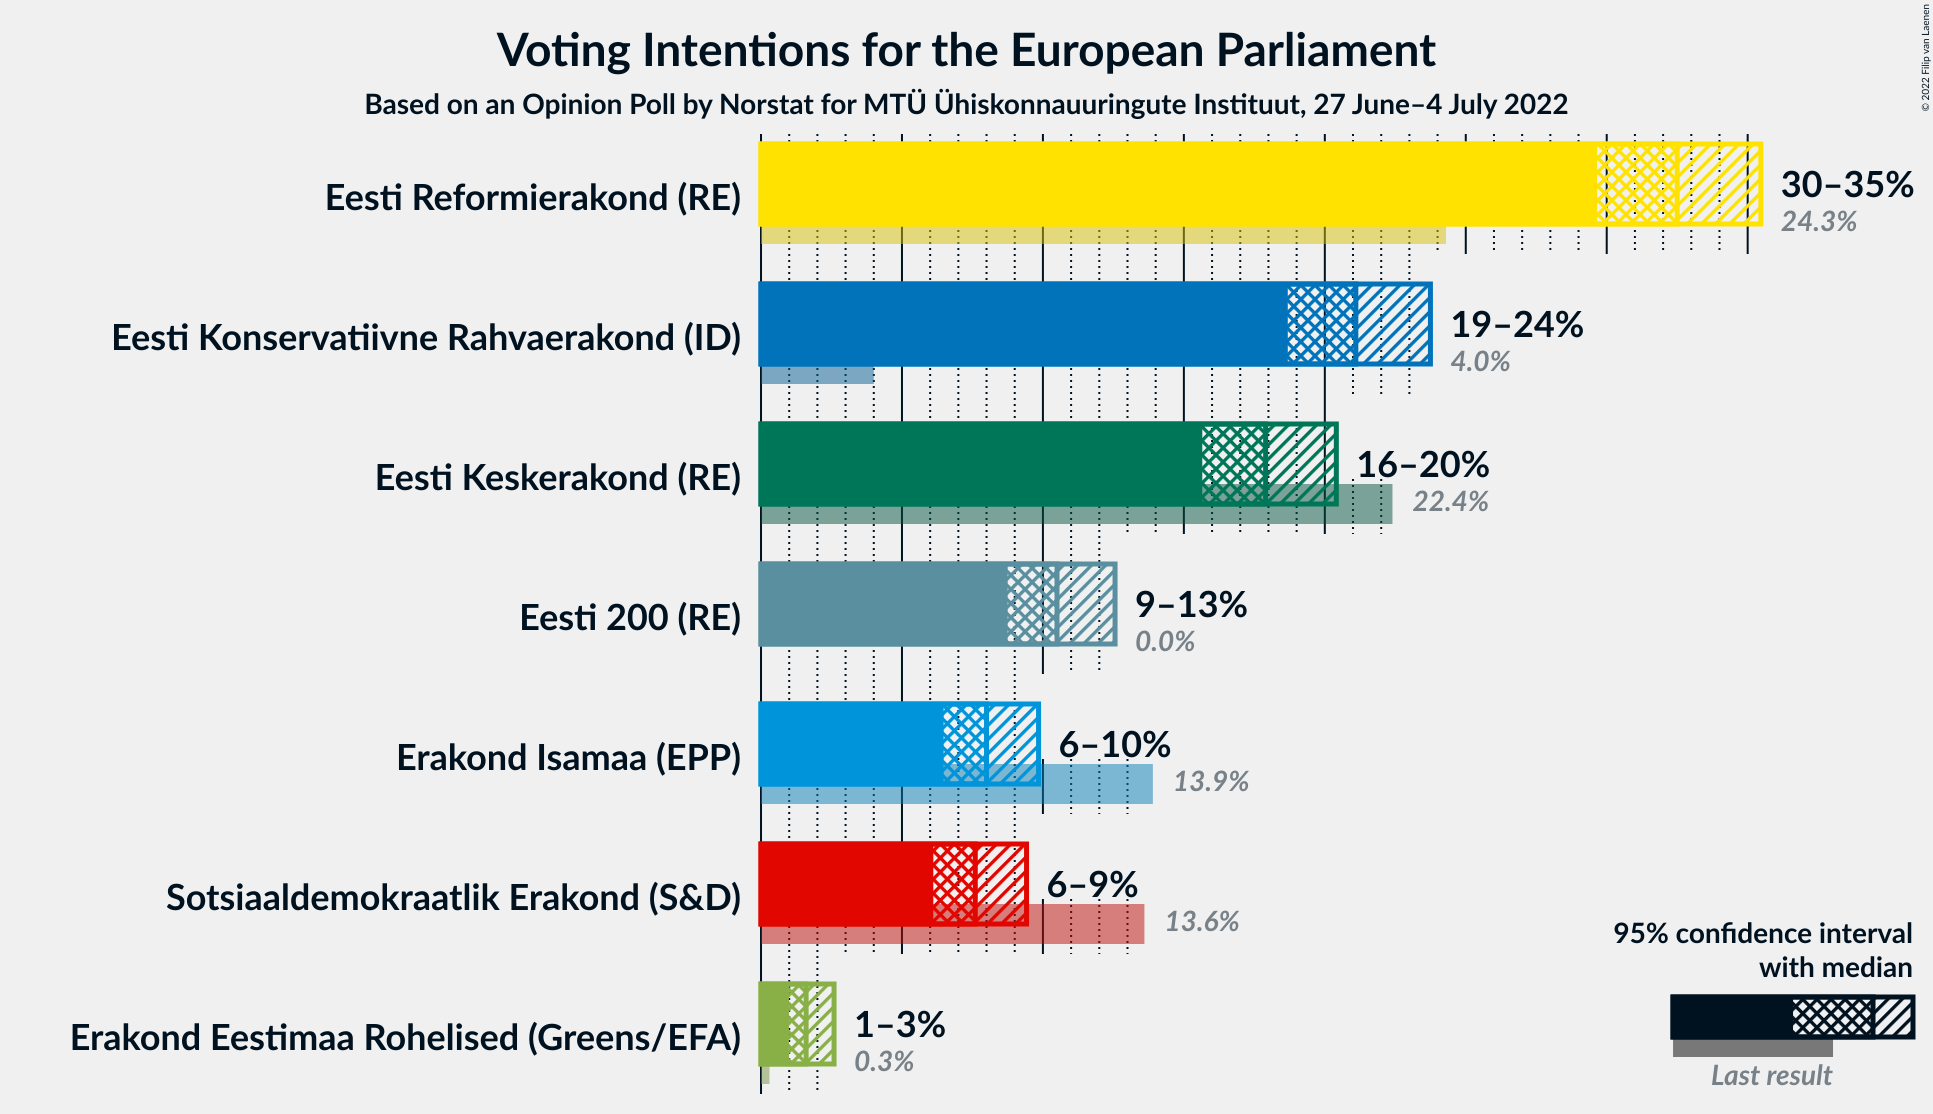 Voting Intentions for the European Parliament
Based on an Opinion Poll by Norstat for MTÜ Ühiskonnauuringute Instituut, 27 June–4 July 2022
© 2022 Filip van Laenen
Eesti Reformierakond (RE)
30–35%
24.3%
Eesti Konservatiivne Rahvaerakond (ID)
19–24%
4.0%
Eesti Keskerakond (RE)
16–20%
22.4%
Eesti 200 (RE)
9–13%
0.0%
Erakond Isamaa (EPP)
6–10%
13.9%
Sotsiaaldemokraatlik Erakond (S&D)
6–9%
13.6%
Erakond Eestimaa Rohelised (Greens/EFA)
1–3%
0.3%
95% confidence interval
with median
Last result